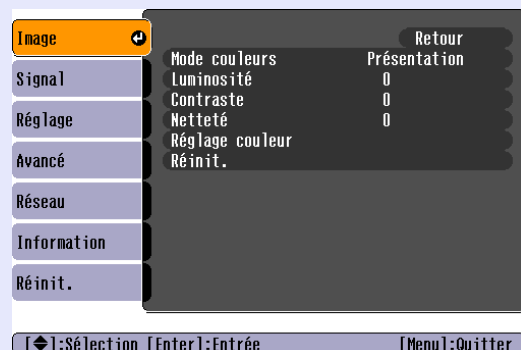 Image
Signal
Réglage
Avancé
Réseau
Information
Réinit.
Retour
Mode couleurs Présentation
Luminosité 0
Contraste 0
Netteté 0
Réglage couleur
Réinit.
[◆]:Sélection [Enter]:Entrée [Menu]:Quitter